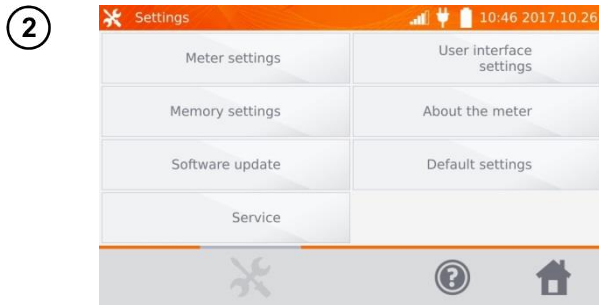 2
Settings
10:46 2017.10.26
Meter settings
User interface
settings
Memory settings
About the meter
Software update
Default settings
Service
?